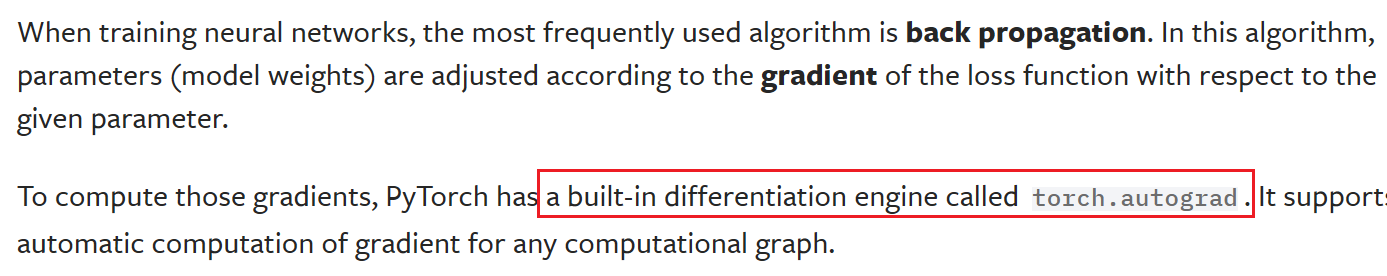 When training neural networks, the most frequently used algorithm is back propagation. In this algorithm,
parameters (model weights) are adjusted according to the gradient of the loss function with respect to the
given parameter.
To compute those gradients, PyTorch has a built-in differentiation engine called torch.autograd. It supports
automatic computation of gradient for any computational graph.